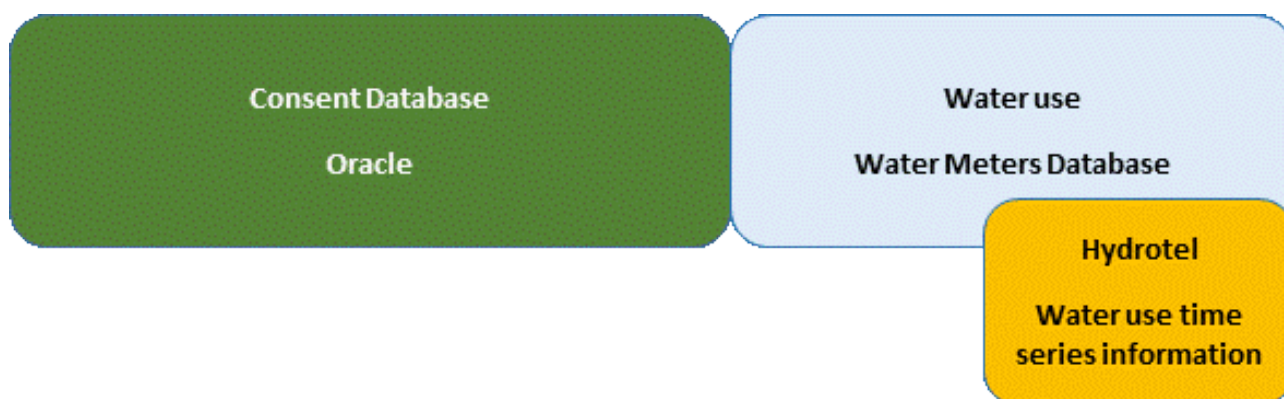 Consent Database
Oracle
Water use
Water Meters Database
Hydrotel
Water use time
series information